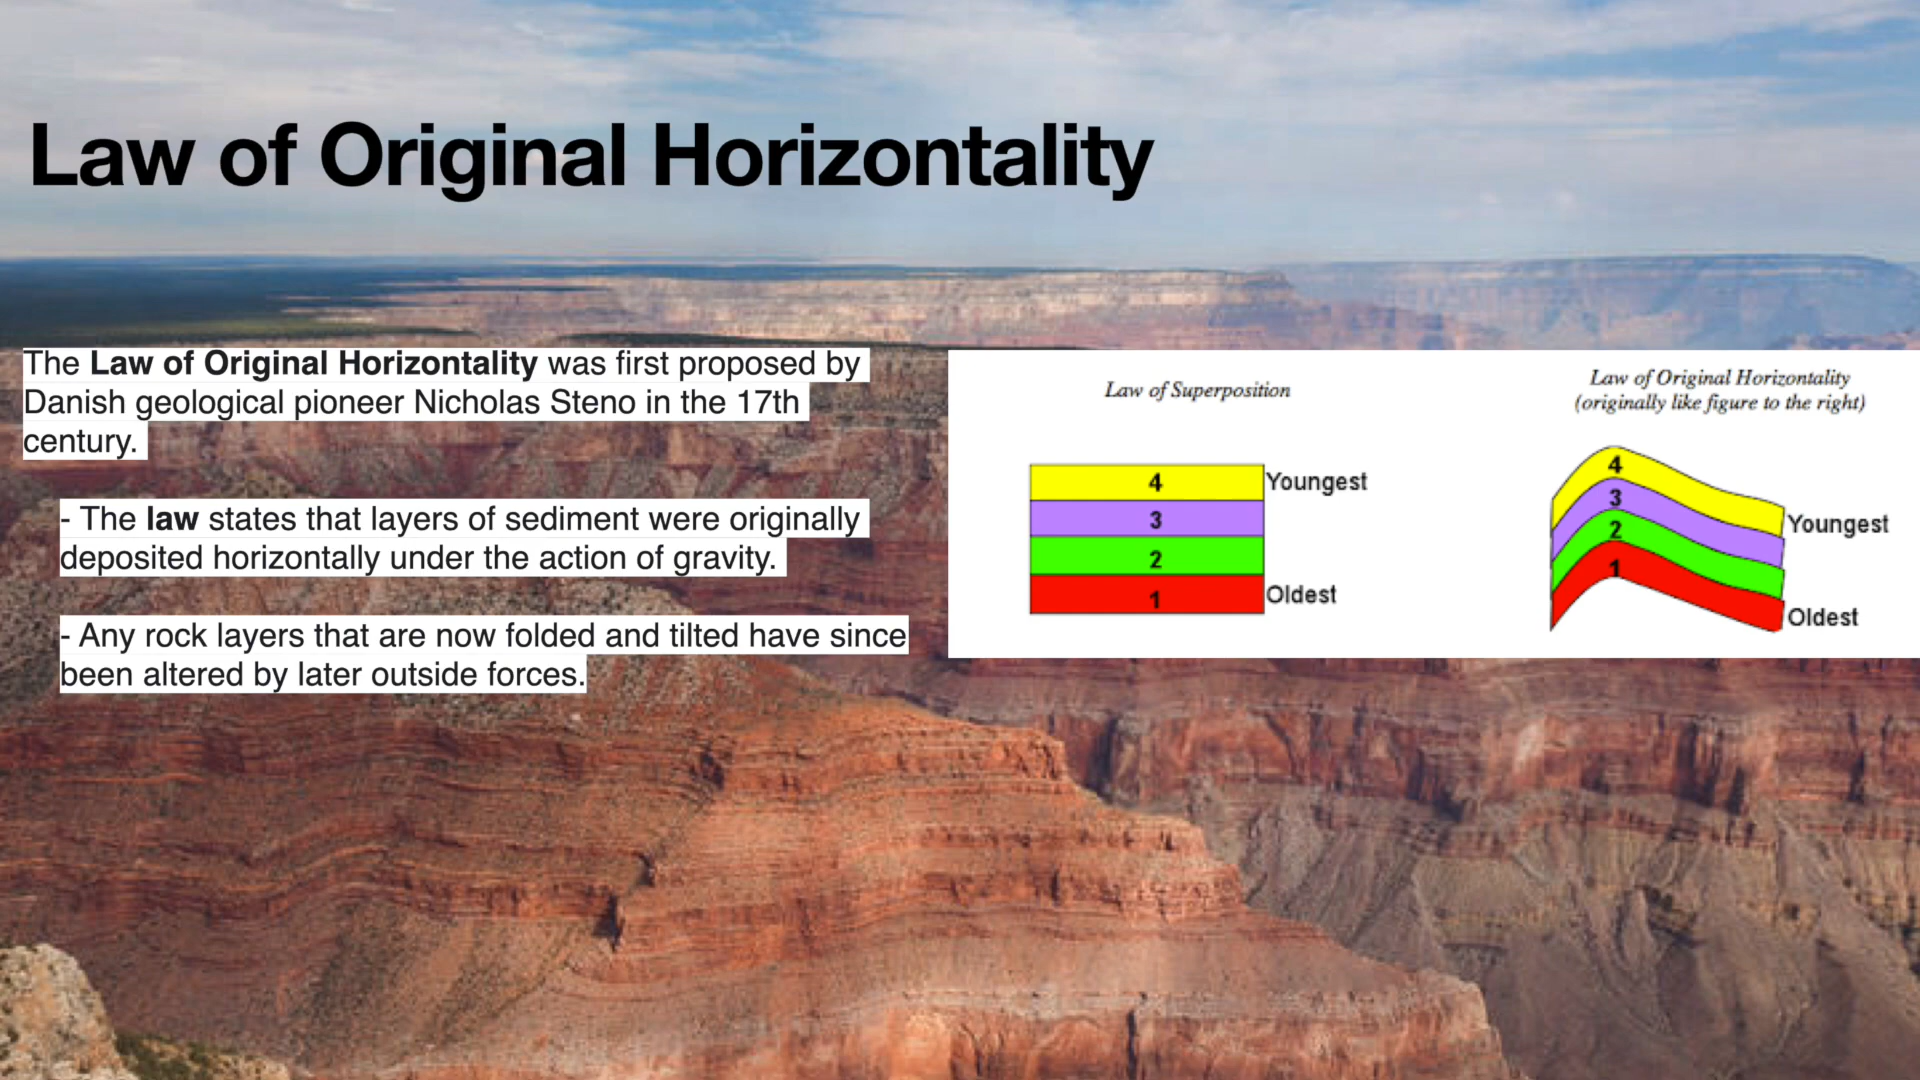 Law of Original Horizontality
The Law of Original Horizontality was first proposed by
Danish geological pioneer Nicholas Steno in the 17th
century.
- The law states that layers of sediment were originally
deposited horizontally under the action of gravity.
- Any rock layers that are now folded and tilted have since
been altered by later outside forces.
Law of Superposition
4 Youngest
3
2
1 Oldest
Law of Original Horizontality
(originally like figure to the right)
4
3
2
1
Youngest
Oldest